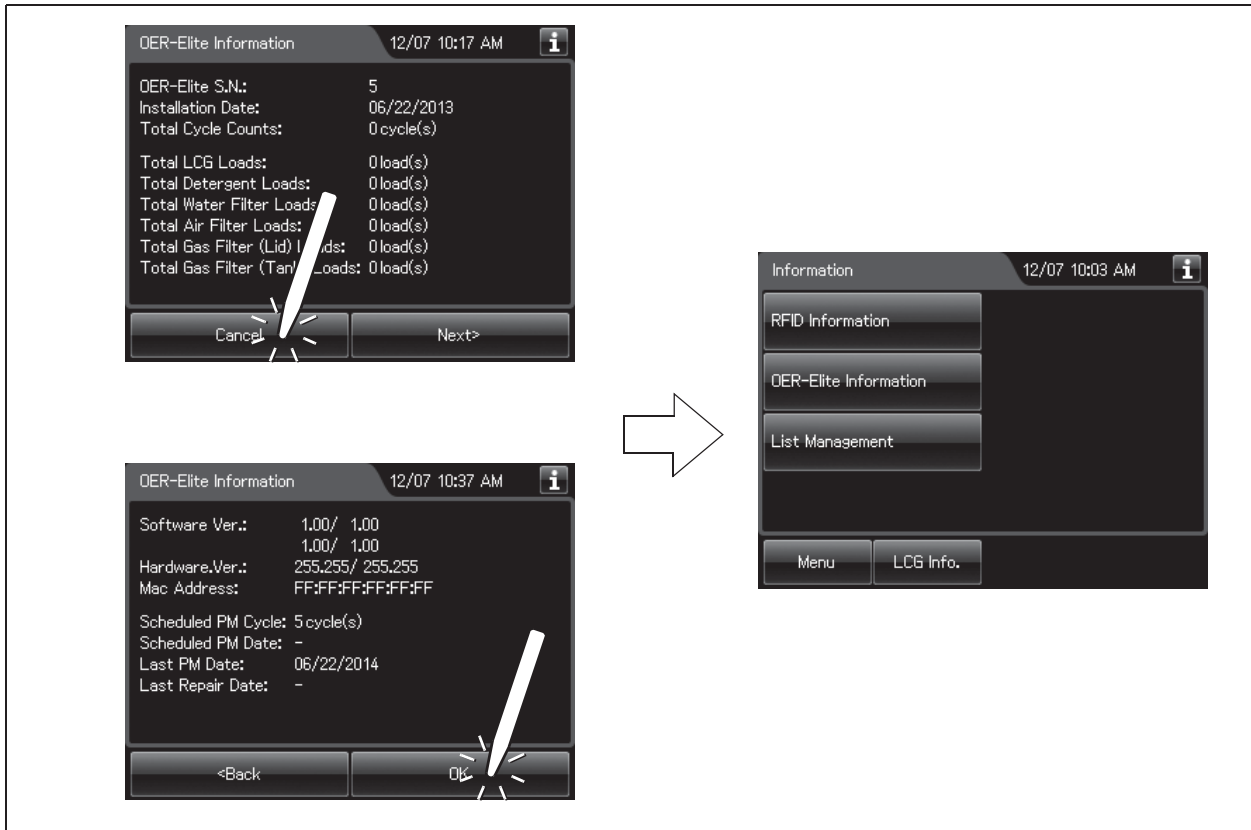 OER-Elite Information 12/07 10:17 AM i
OER-Elite S.N.: 5
Installation Date: 06/22/2013
Total Cycle Counts: 0 cycle(s)
Total LCG Loads: 0 load(s)
Total Detergent Loads: 0 load(s)
Total Water Filter Loads 0 load(s)
Total Air Filter Loads: 0 load(s)
Total Gas Filter (Lid) Loads: 0 load(s)
Total Gas Filter (Tank Loads: 0 load(s)
Cancel Next>
OER-Elite Information 12/07 10:37 AM i
Software Ver.: 1.00/ 1.00
1.00/ 1.00
Hardware.Ver.: 255.255/ 255.255
Mac Address: FF:FF:FF:FF:FF:FF
Scheduled PM Cycle: 5 cycle(s)
Scheduled PM Date: -
Last PM Date: 06/22/2014
Last Repair Date: -
<Back OK
Information 12/07 10:03 AM i
RFID Information
OER-Elite Information
List Management
Menu LCG Info.